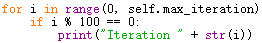 for i in range(0, self.max_iteration)
    if i % 100 == 0:
        print("Iteration " + str(i))